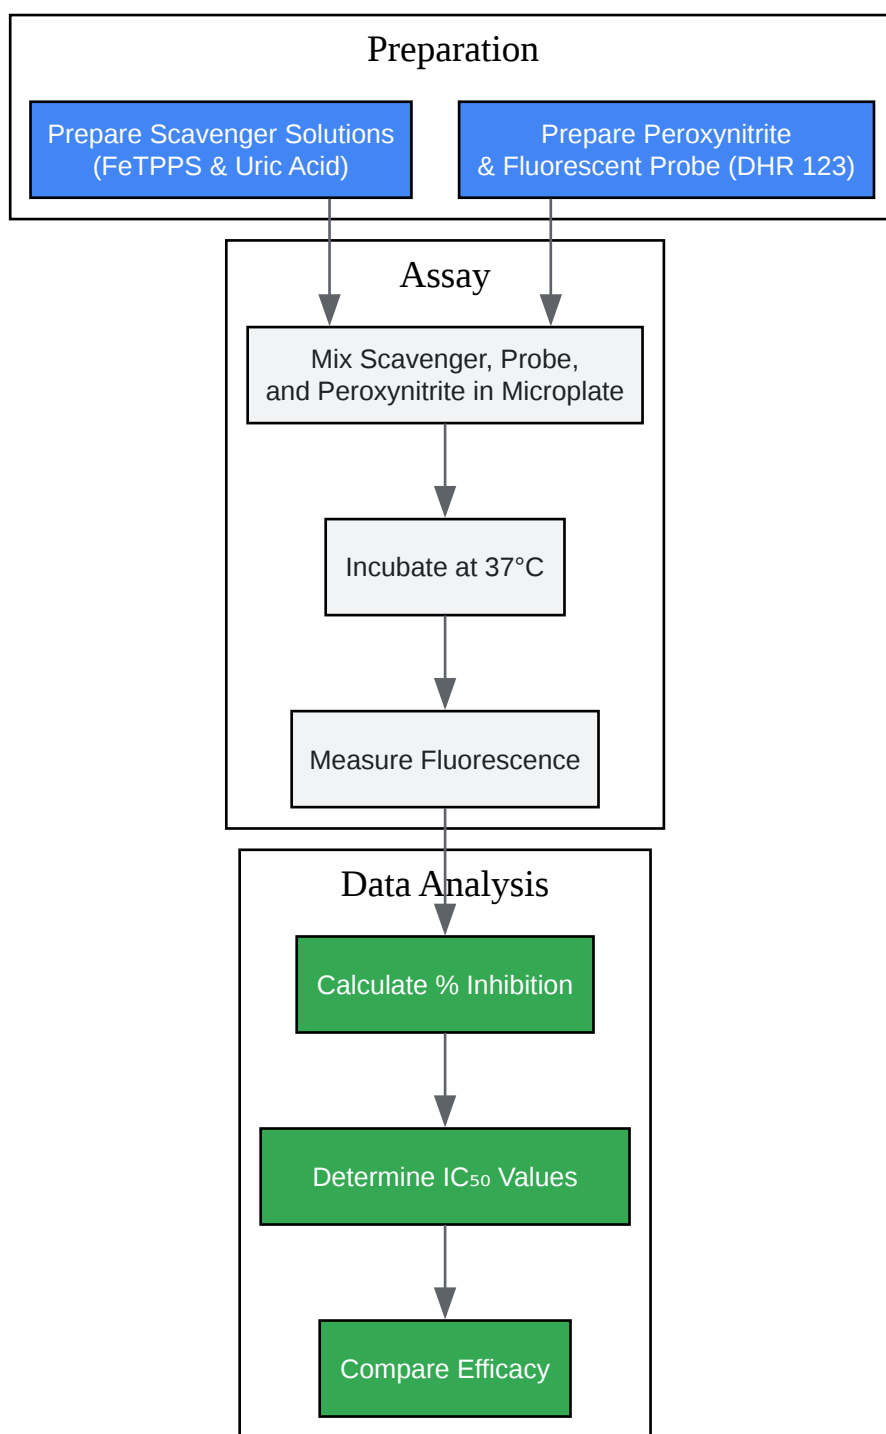 Preparation
Prepare Scavenger Solutions
(FeTPPS & Uric Acid)
Prepare Peroxynitrite
& Fluorescent Probe (DHR 123)
Assay
Mix Scavenger, Probe,
and Peroxynitrite in Microplate
Incubate at 37°C
Measure Fluorescence
Data Analysis
Calculate % Inhibition
Determine IC₅₀ Values
Compare Efficacy